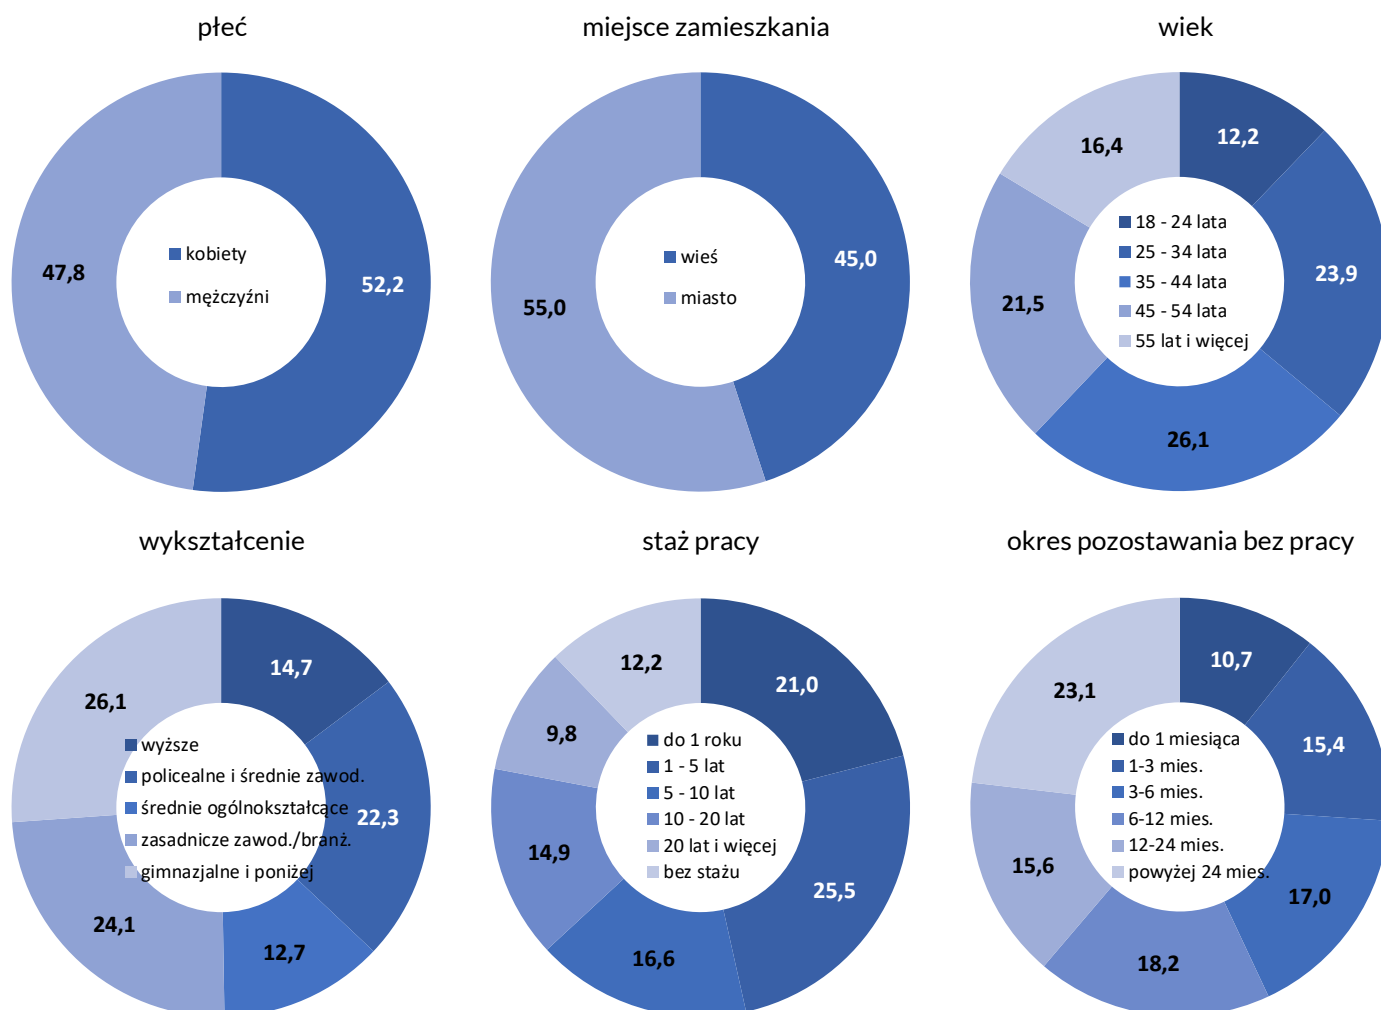 płeć
47,8
52,2
kobiety
mężczyźni
miejsce zamieszkania
55,0
45,0
wieś
miasto
wiek
16,4
12,2
23,9
21,5
26,1
18 - 24 lata
25 - 34 lata
35 - 44 lata
45 - 54 lata
55 lat i więcej
wykształcenie
14,7
26,1
22,3
24,1
12,7
wyższe
policealne i średnie zawod.
średnie ogólnokształcące
zasadnicze zawod./branż.
gimnazjalne i poniżej
staż pracy
12,2
21,0
9,8
14,9
25,5
16,6
do 1 roku
1 - 5 lat
5 - 10 lat
10 - 20 lat
20 lat i więcej
bez stażu
okres pozostawania bez pracy
10,7
23,1
15,4
15,6
17,0
18,2
do 1 miesiąca
1-3 mies.
3-6 mies.
6-12 mies.
12-24 mies.
powyżej 24 mies.